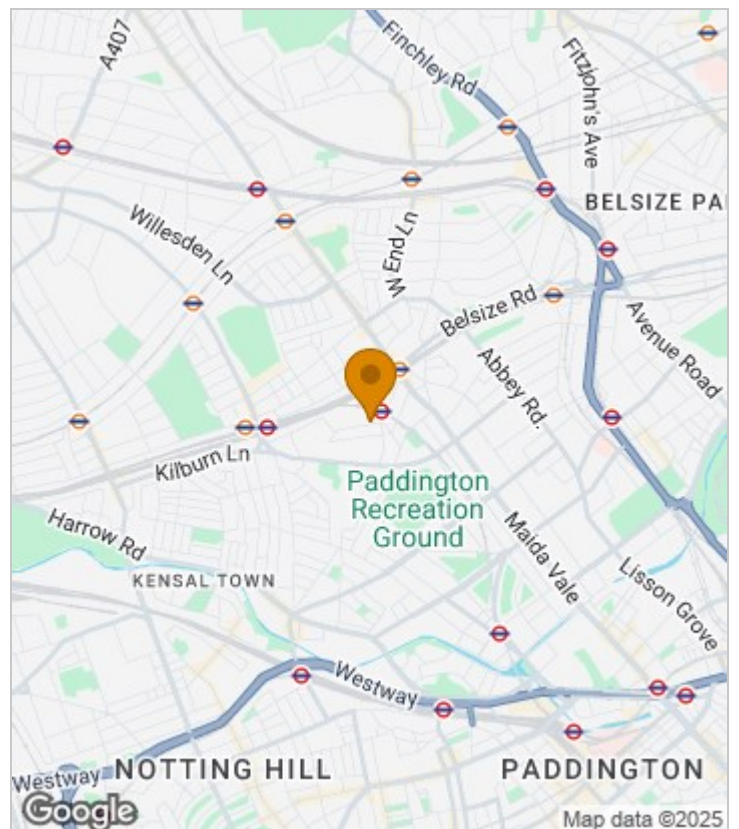 A407
Finchley Rd
Fitzjohn's Ave
BELSIZE PA
Willesden Ln
W End Ln
Belsize Rd
Avenue Road
Abbey Rd.
Kilburn Ln
Paddington
Recreation
Ground
Harrow Rd
Maida Vale
KENSAL TOWN
Lisson Grove
Westway
Westway
NOTTING HILL
PADDINGTON
Google
Map data ©2025